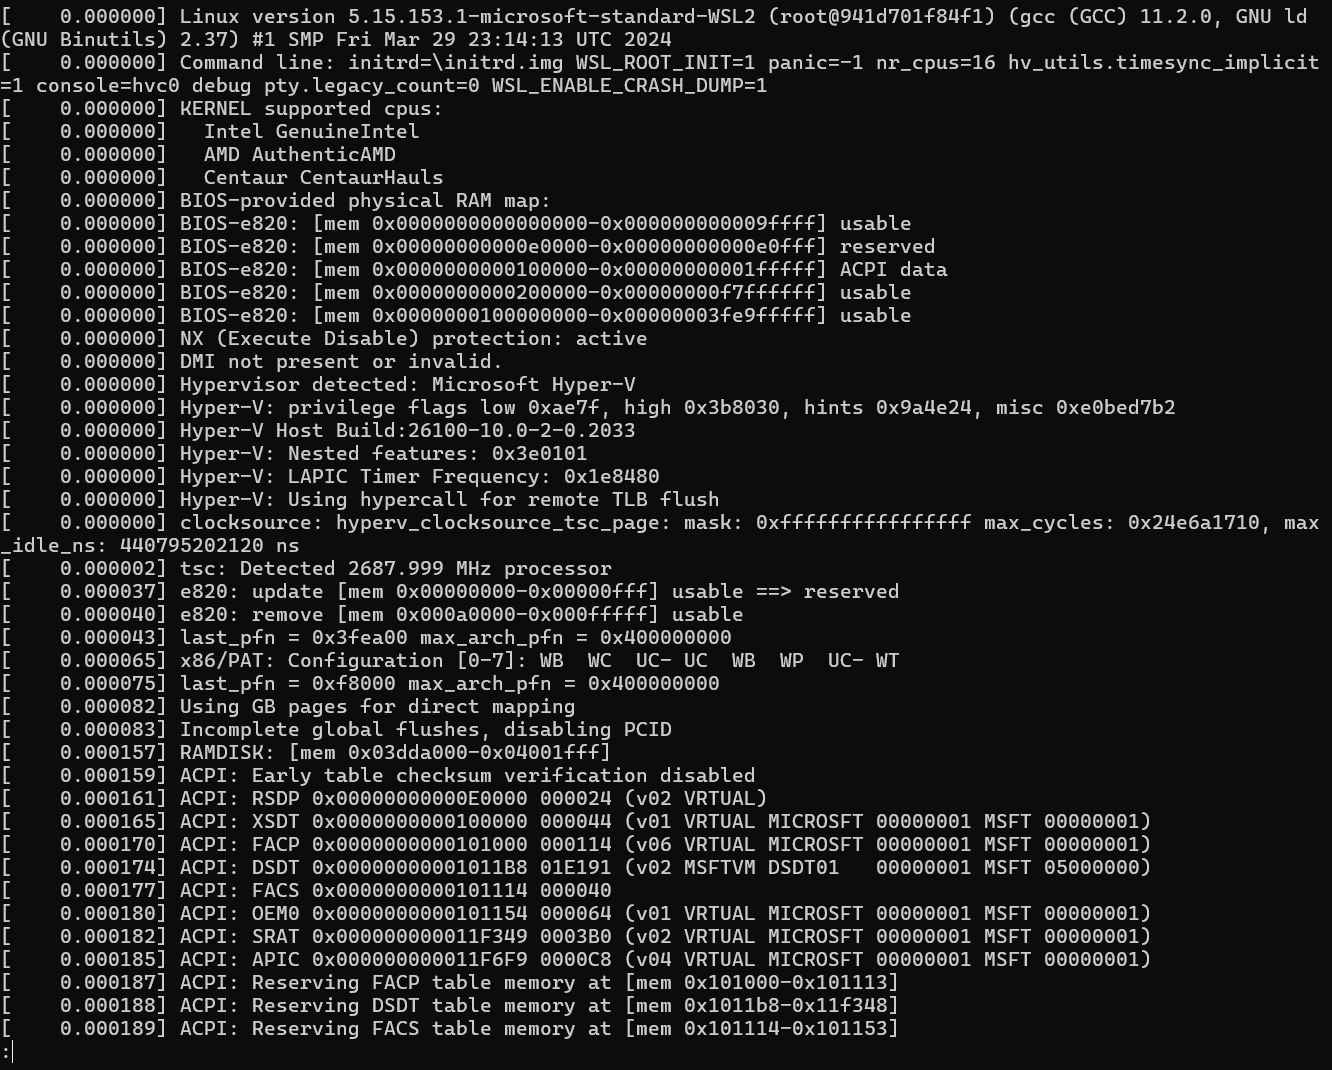 [    0.000000] Linux version 5.15.153.1-microsoft-standard-WSL2 (root@941d701f84f1) (gcc (GCC) 11.2.0, GNU ld
(GNU Binutils) 2.37) #1 SMP Fri Mar 29 23:14:13 UTC 2024
[    0.000000] Command line: initrd=\initrd.img WSL_ROOT_INIT=1 panic=-1 nr_cpus=16 hv_utils.timesync_implicit
=1 console=hvc0 debug pty.legacy_count=0 WSL_ENABLE_CRASH_DUMP=1
[    0.000000] KERNEL supported cpus:
[    0.000000]   Intel GenuineIntel
[    0.000000]   AMD AuthenticAMD
[    0.000000]   Centaur CentaurHauls
[    0.000000] BIOS-provided physical RAM map:
[    0.000000] BIOS-e820: [mem 0x0000000000000000-0x000000000009ffff] usable
[    0.000000] BIOS-e820: [mem 0x00000000000e0000-0x00000000000e0fff] reserved
[    0.000000] BIOS-e820: [mem 0x0000000000100000-0x00000000001fffff] ACPI data
[    0.000000] BIOS-e820: [mem 0x0000000000200000-0x00000000f7ffffff] usable
[    0.000000] BIOS-e820: [mem 0x0000000100000000-0x00000003fe9fffff] usable
[    0.000000] NX (Execute Disable) protection: active
[    0.000000] DMI not present or invalid.
[    0.000000] Hypervisor detected: Microsoft Hyper-V
[    0.000000] Hyper-V: privilege flags low 0xae7f, high 0x3b8030, hints 0x9a4e24, misc 0xe0bed7b2
[    0.000000] Hyper-V Host Build:26100-10.0-2-0.2033
[    0.000000] Hyper-V: Nested features: 0x3e0101
[    0.000000] Hyper-V: LAPIC Timer Frequency: 0x1e8480
[    0.000000] Hyper-V: Using hypercall for remote TLB flush
[    0.000000] clocksource: hyperv_clocksource_tsc_page: mask: 0xffffffffffffffff max_cycles: 0x24e6a1710, max
_idle_ns: 440795202120 ns
[    0.000002] tsc: Detected 2687.999 MHz processor
[    0.000037] e820: update [mem 0x00000000-0x00000fff] usable ==> reserved
[    0.000040] e820: remove [mem 0x000a0000-0x000fffff] usable
[    0.000043] last_pfn = 0x3fea00 max_arch_pfn = 0x400000000
[    0.000065] x86/PAT: Configuration [0-7]: WB  WC  UC- UC  WB  WP  UC- WT
[    0.000075] last_pfn = 0xf8000 max_arch_pfn = 0x400000000
[    0.000082] Using GB pages for direct mapping
[    0.000083] Incomplete global flushes, disabling PCID
[    0.000157] RAMDISK: [mem 0x03dda000-0x04001fff]
[    0.000159] ACPI: Early table checksum verification disabled
[    0.000161] ACPI: RSDP 0x00000000000E0000 000024 (v02 VRTUAL)
[    0.000165] ACPI: XSDT 0x0000000000100000 000044 (v01 VRTUAL MICROSFT 00000001 MSFT 00000001)
[    0.000170] ACPI: FACP 0x0000000000101000 000114 (v06 VRTUAL MICROSFT 00000001 MSFT 00000001)
[    0.000174] ACPI: DSDT 0x00000000001011B8 01E191 (v02 MSFTVM DSDT01   00000001 MSFT 05000000)
[    0.000177] ACPI: FACS 0x0000000000101114 000040
[    0.000180] ACPI: OEM0 0x0000000000101154 000064 (v01 VRTUAL MICROSFT 00000001 MSFT 00000001)
[    0.000182] ACPI: SRAT 0x000000000011F349 0003B0 (v02 VRTUAL MICROSFT 00000001 MSFT 00000001)
[    0.000185] ACPI: APIC 0x000000000011F6F9 0000C8 (v04 VRTUAL MICROSFT 00000001 MSFT 00000001)
[    0.000187] ACPI: Reserving FACP table memory at [mem 0x101000-0x101113]
[    0.000188] ACPI: Reserving DSDT table memory at [mem 0x1011b8-0x11f348]
[    0.000189] ACPI: Reserving FACS table memory at [mem 0x101114-0x101153]
: